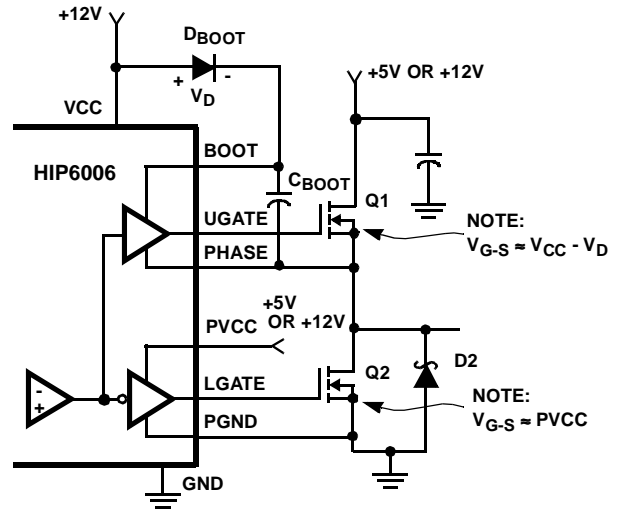 +12V
DBOOT
+ -
VD
+5V OR +12V
VCC
BOOT
HIP6006
CBOOT
Q1
UGATE
NOTE:
VG-S ≈ VCC - VD
PHASE
+5V
PVCC OR +12V
D2
Q2
LGATE
NOTE:
VG-S ≈ PVCC
-
+
PGND
GND